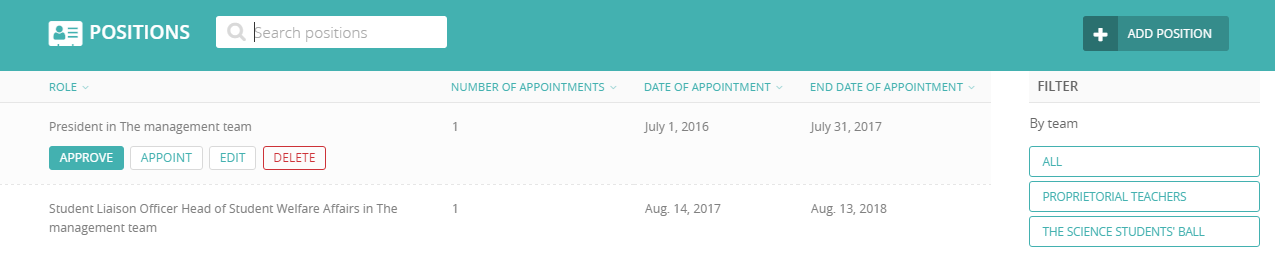 POSITIONS
Search positions
ADD POSITION
ROLE
NUMBER OF APPOINTMENTS
DATE OF APPOINTMENT
END DATE OF APPOINTMENT
President in The management team
1
July 1, 2016
July 31, 2017
APPROVE
APPOINT
EDIT
DELETE
Student Liaison Officer Head of Student Welfare Affairs in The
management team
1
Aug. 14, 2017
Aug. 13, 2018
FILTER
By team
ALL
PROPRIETORIAL TEACHERS
THE SCIENCE STUDENTS' BALL